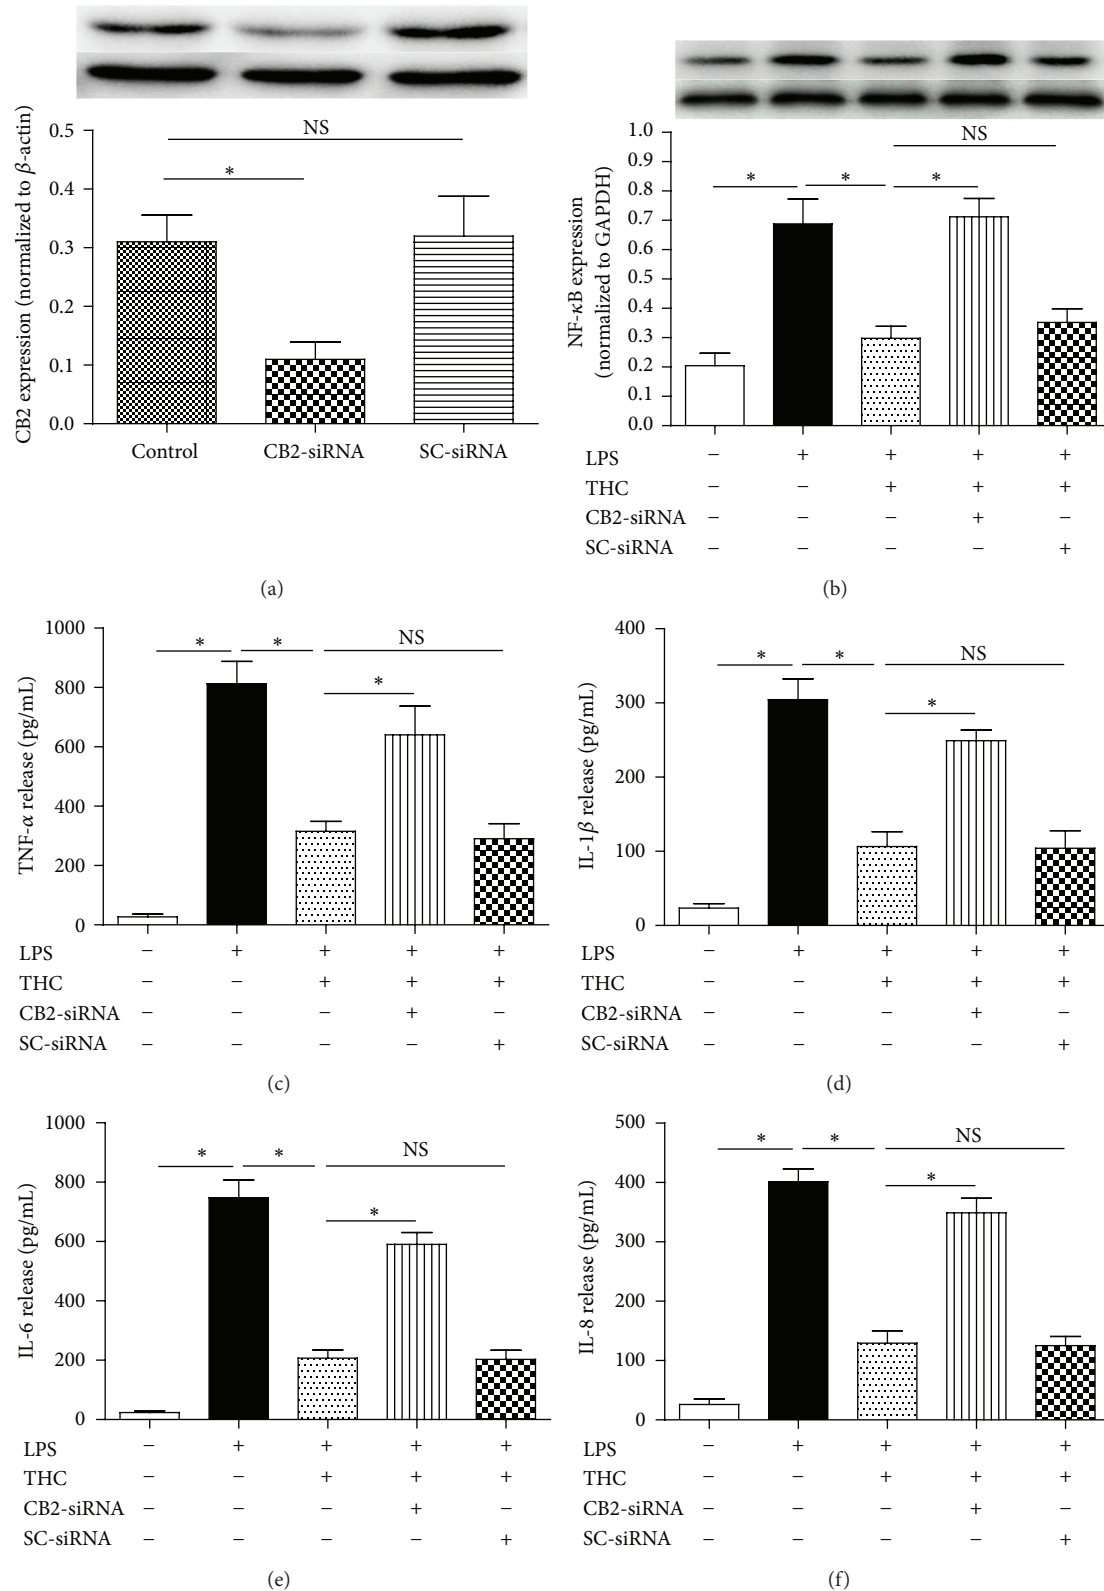 NS
*
CB2 expression (normalized to β-actin)
0.5
0.4
0.3
0.2
0.1
0.0
Control CB2-siRNA SC-siRNA
(a)
NS
* * *
NF-κB expression
(normalized to GAPDH)
1.0
0.9
0.8
0.7
0.6
0.5
0.4
0.3
0.2
0.1
0.0
LPS − + + + +
THC − − + + +
CB2-siRNA − − − + −
SC-siRNA − − − − +
(b)
* * NS
*
TNF-α release (pg/mL)
1000
800
600
400
200
0
LPS − + + + +
THC − − + + +
CB2-siRNA − − − + −
SC-siRNA − − − − +
(c)
* * NS
*
IL-1β release (pg/mL)
400
300
200
100
0
LPS − + + + +
THC − − + + +
CB2-siRNA − − − + −
SC-siRNA − − − − +
(d)
* * NS
*
IL-6 release (pg/mL)
1000
800
600
400
200
0
LPS − + + + +
THC − − + + +
CB2-siRNA − − − + −
SC-siRNA − − − − +
(e)
* * NS
*
IL-8 release (pg/mL)
500
400
300
200
100
0
LPS − + + + +
THC − − + + +
CB2-siRNA − − − + −
SC-siRNA − − − − +
(f)